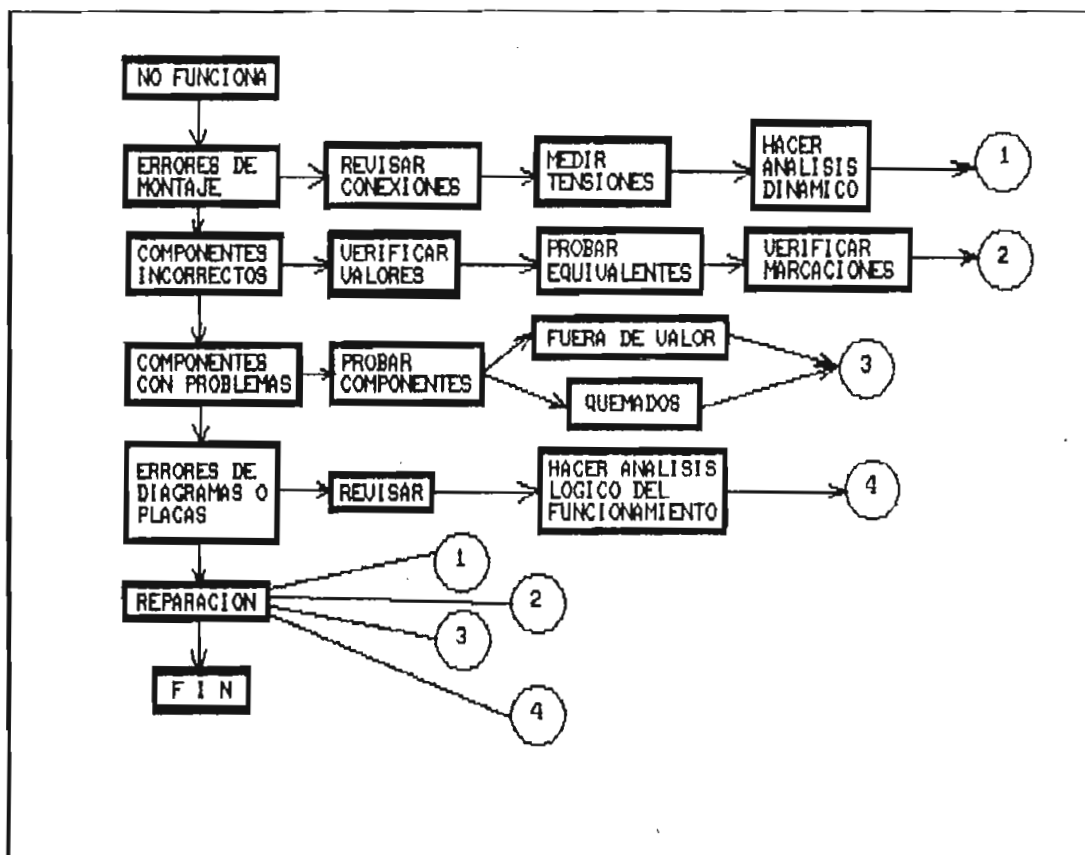 NO FUNCIONA
ERRORES DE
MONTAJE
REVISAR
CONEXIONES
MEDIR
TENSIONES
HACER
ANALISIS
DINAMICO
1
COMPONENTES
INCORRECTOS
VERIFICAR
VALORES
PROBAR
EQUIVALENTES
VERIFICAR
MARCACIONES
2
COMPONENTES
CON PROBLEMAS
PROBAR
COMPONENTES
FUERA DE VALOR
QUEMADOS
3
ERRORES DE
DIAGRAMAS O
PLACAS
REVISAR
HACER ANALISIS
LOGICO DEL
FUNCIONAMIENTO
4
REPARACION
1
2
3
4
F I N